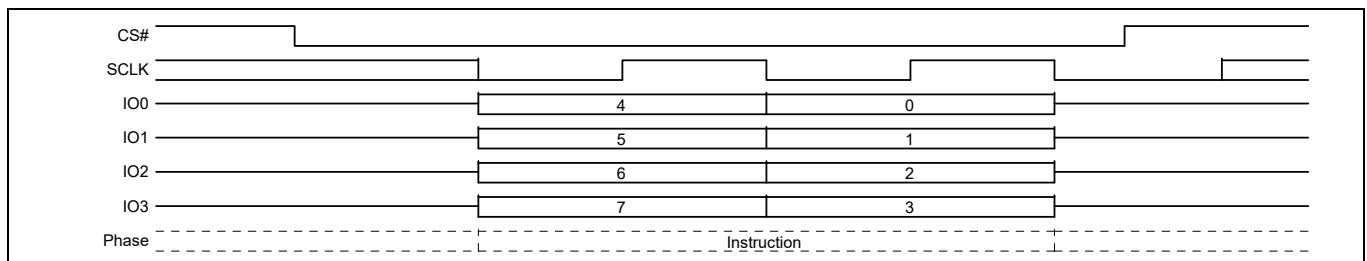 CS#
SCLK
IO0 4 0
IO1 5 1
IO2 6 2
IO3 7 3
Phase Instruction